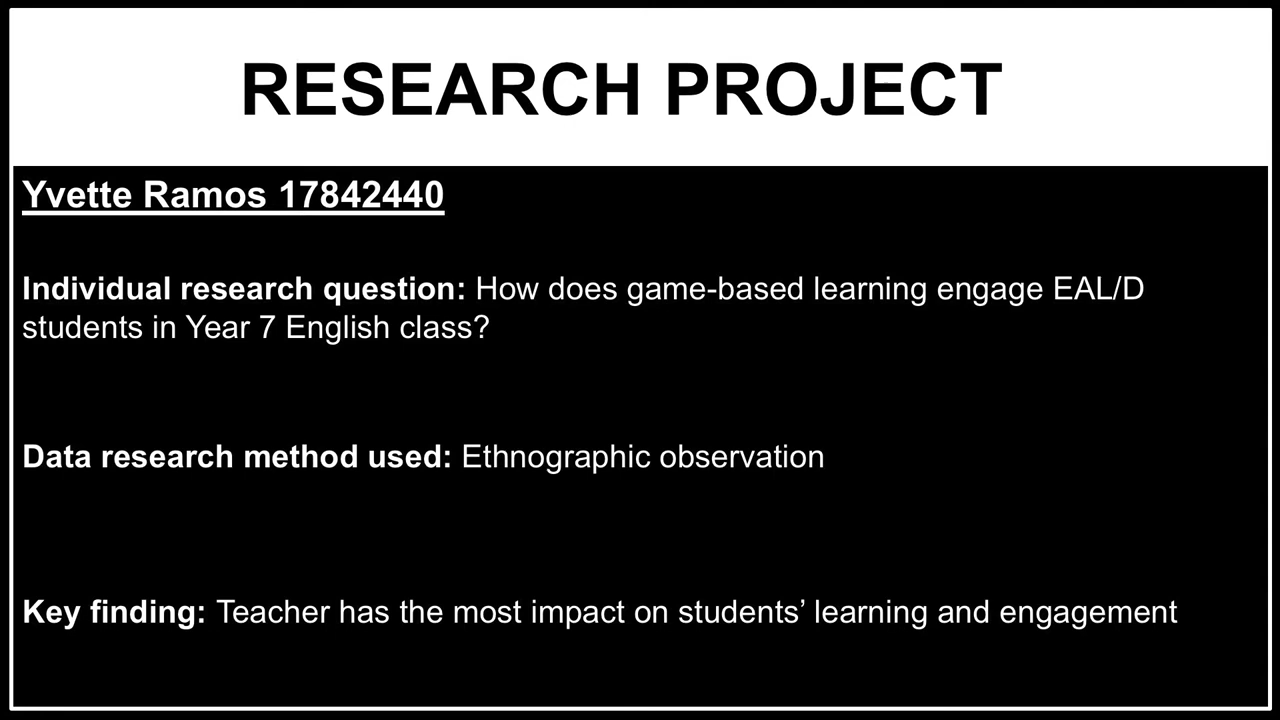 RESEARCH PROJECT
Yvette Ramos 17842440
Individual research question: How does game-based learning engage EAL/D
students in Year 7 English class?
Data research method used: Ethnographic observation
Key finding: Teacher has the most impact on students’ learning and engagement